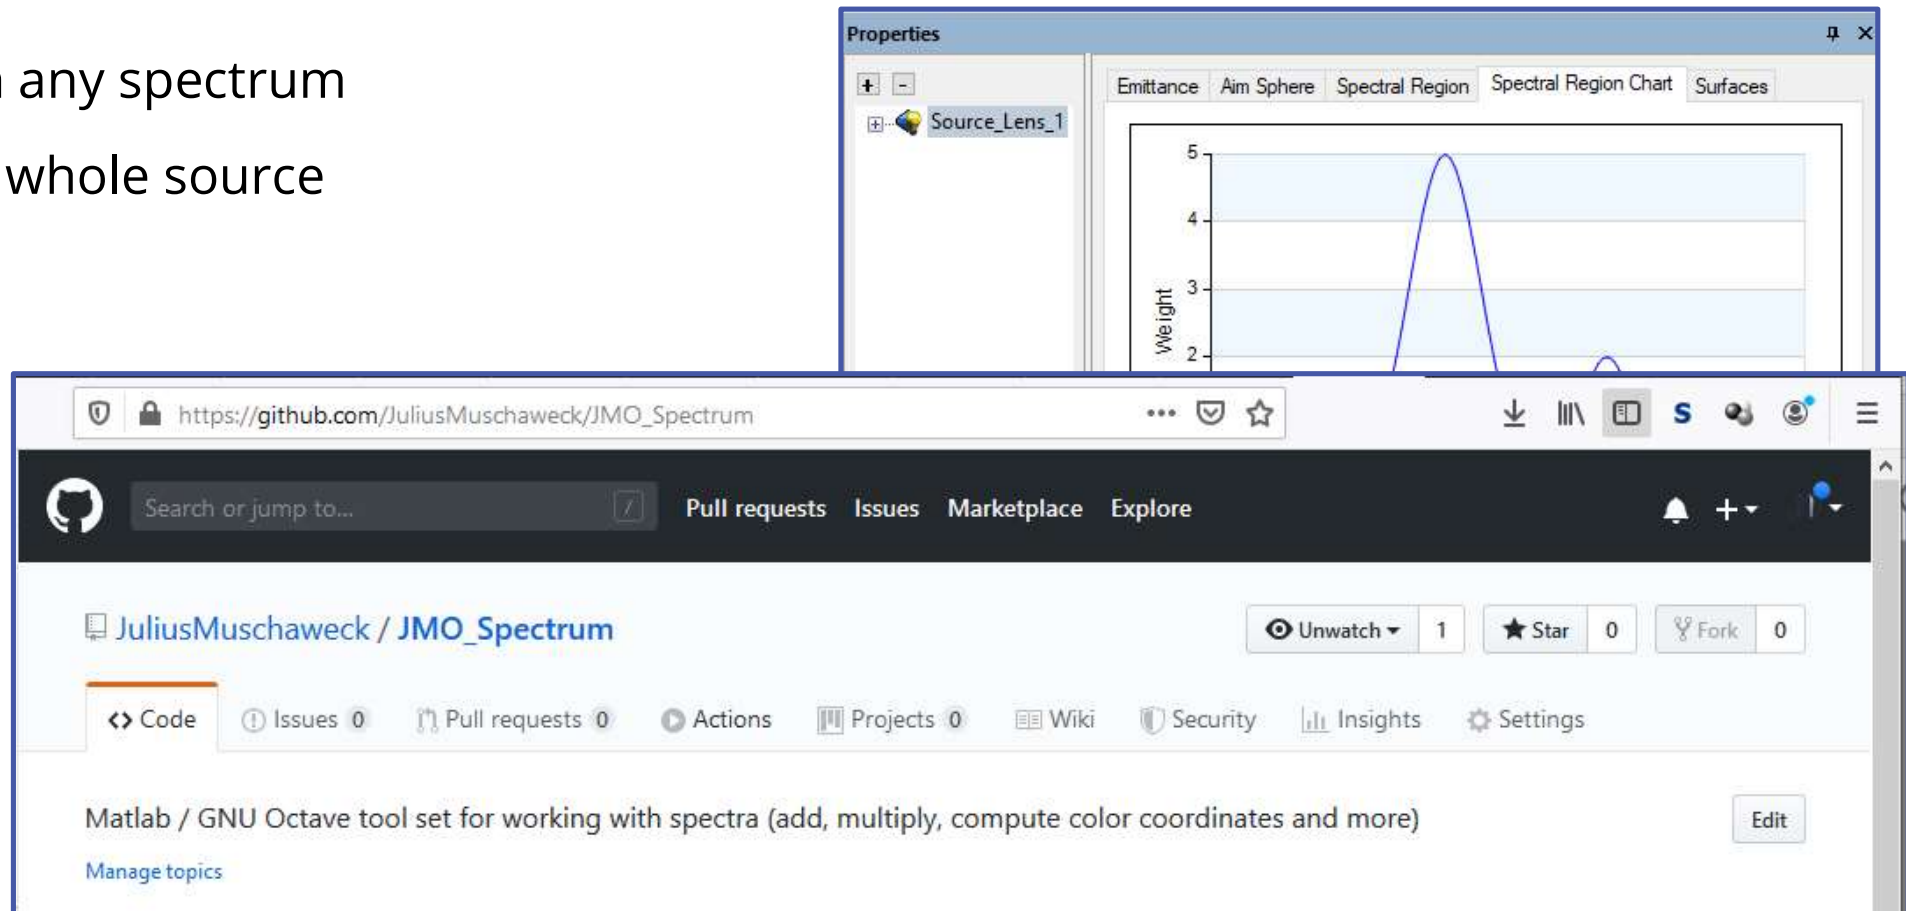 any spectrum
whole source
Properties
+ -
Source_Lens_1
Emittance Aim Sphere Spectral Region Spectral Region Chart Surfaces
5
4
3
2
Weight
https://github.com/JuliusMuschaweck/JMO_Spectrum
S
Search or jump to... /
Pull requests Issues Marketplace Explore
JuliusMuschaweck / JMO_Spectrum
Unwatch 1 Star 0 Fork 0
Code Issues 0 Pull requests 0 Actions Projects 0 Wiki Security Insights Settings
Matlab / GNU Octave tool set for working with spectra (add, multiply, compute color coordinates and more)
Edit
Manage topics